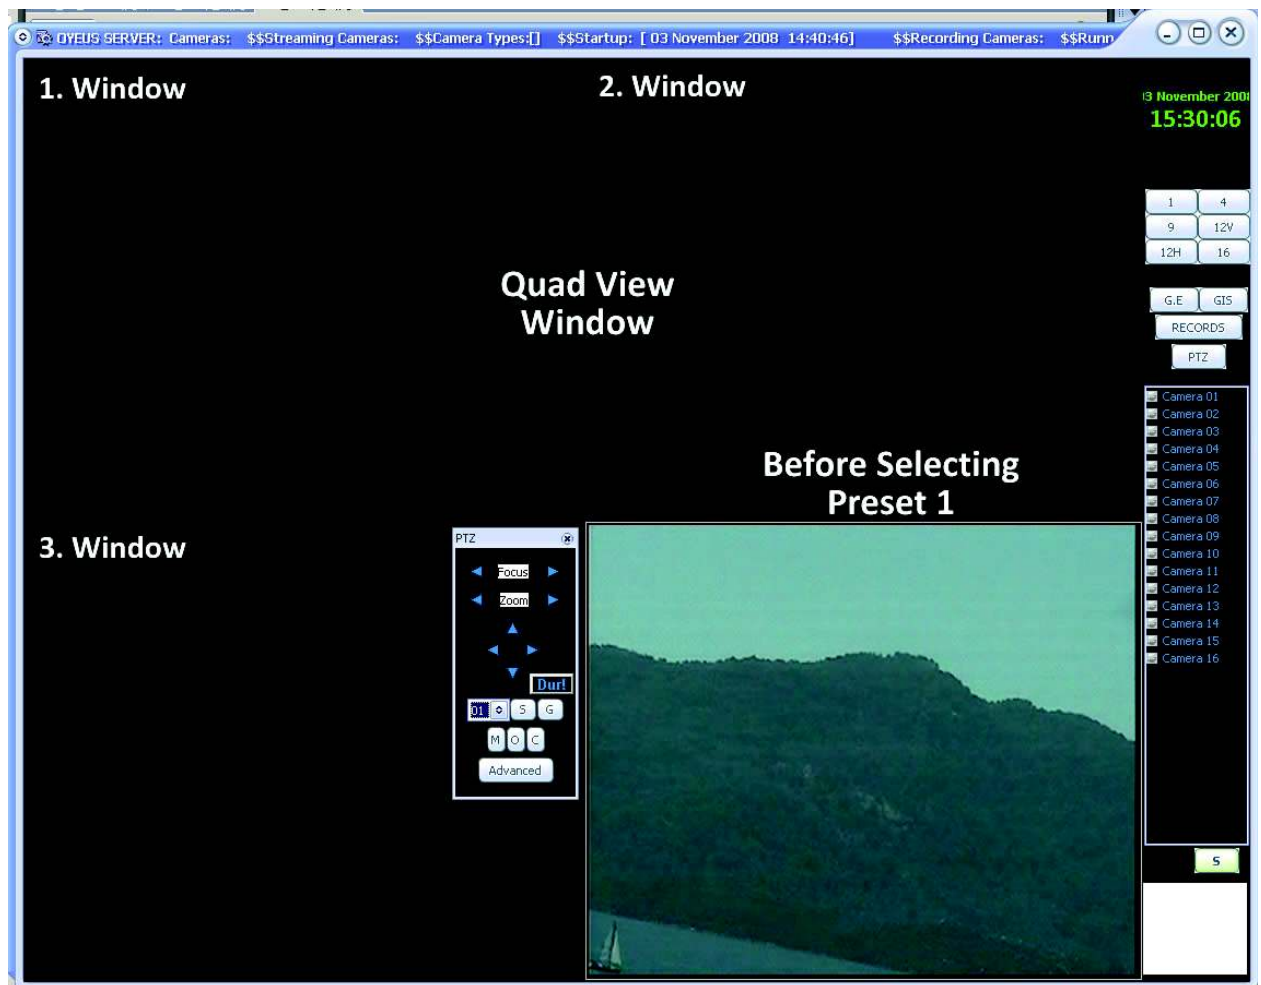 OYEUS SERVER: Cameras: $$Streaming Cameras: $$Camera Types:[] $$Startup: [ 03 November 2008 14:40:46] $$Recording Cameras: $$Runn
1. Window
2. Window
3 November 2008
15:30:06
1 4
9 12V
12H 16
G.E GIS
RECORDS
PTZ
Quad View
Window
Camera 01
Camera 02
Camera 03
Camera 04
Camera 05
Camera 06
Camera 07
Camera 08
Camera 09
Camera 10
Camera 11
Camera 12
Camera 13
Camera 14
Camera 15
Camera 16
Before Selecting
Preset 1
3. Window
PTZ
Focus
Zoom
Dur!
01 S G
M O C
Advanced
S